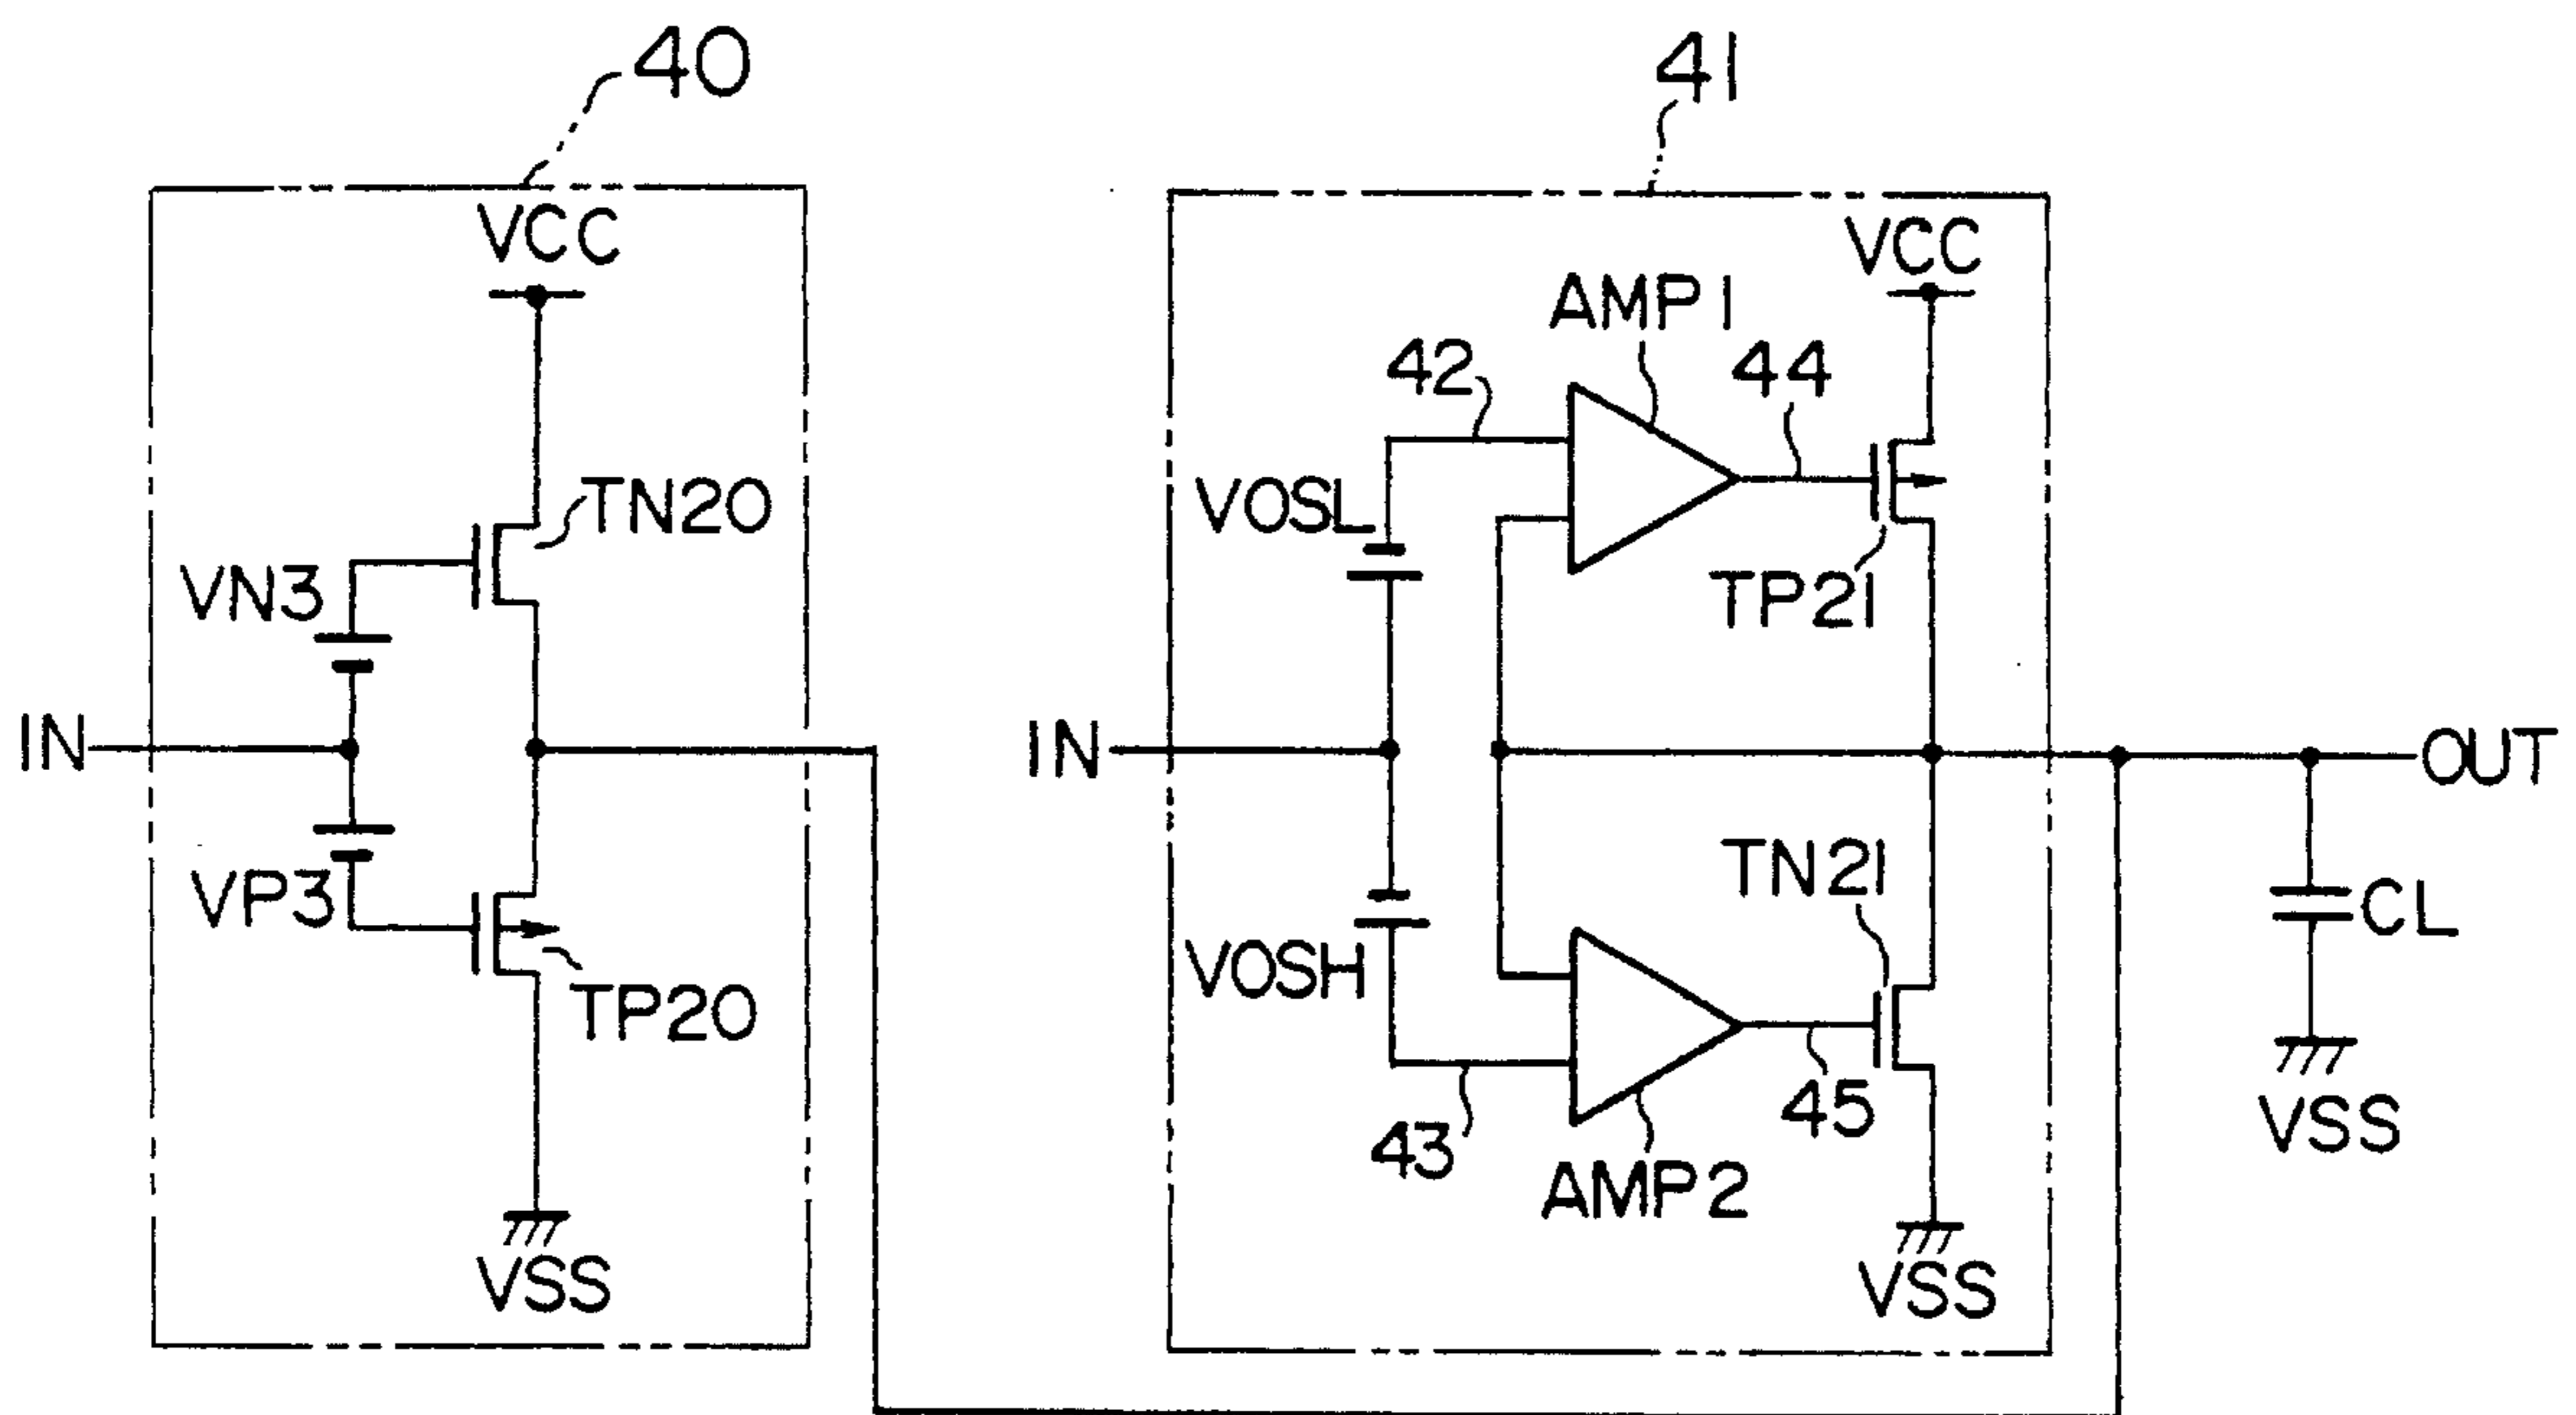 40
41
VCC
VCC
AMP1
42
44
TN20
VOSL
VN3
TP21
IN
IN
OUT
VP3
TN21
CL
VOSH
TP20
45
43
VSS
AMP2
VSS
VSS